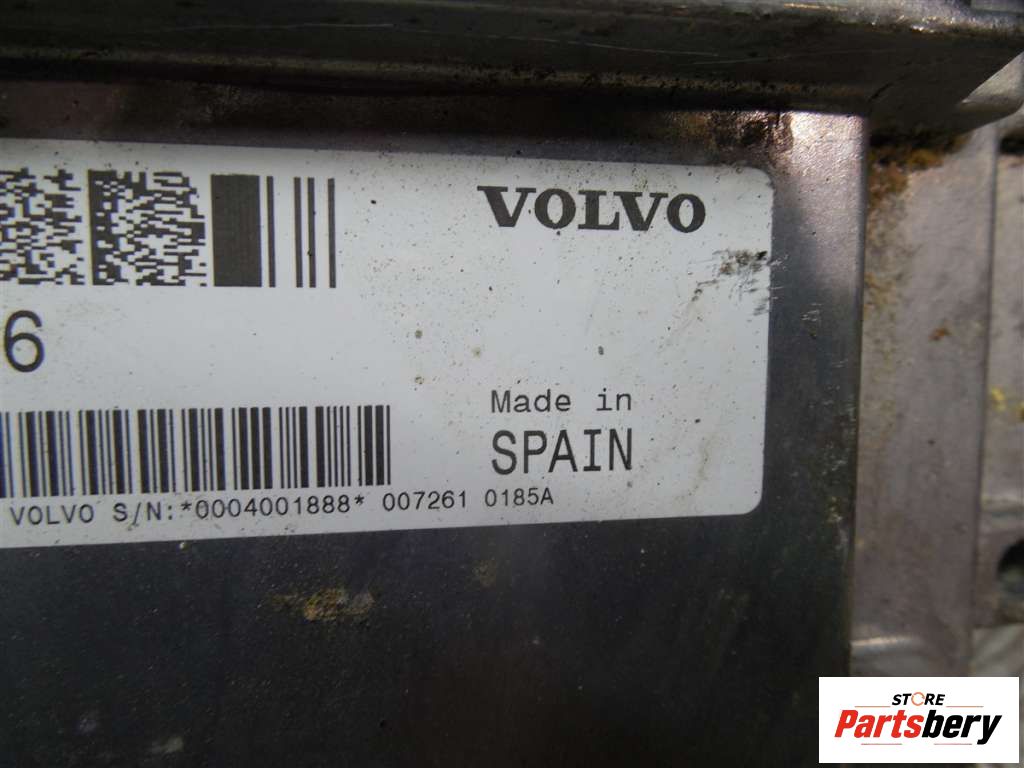 VOLVO
6
Made in
SPAIN
VOLVO S/N:*0004001888* 007261 0185A
STORE
Partsbery